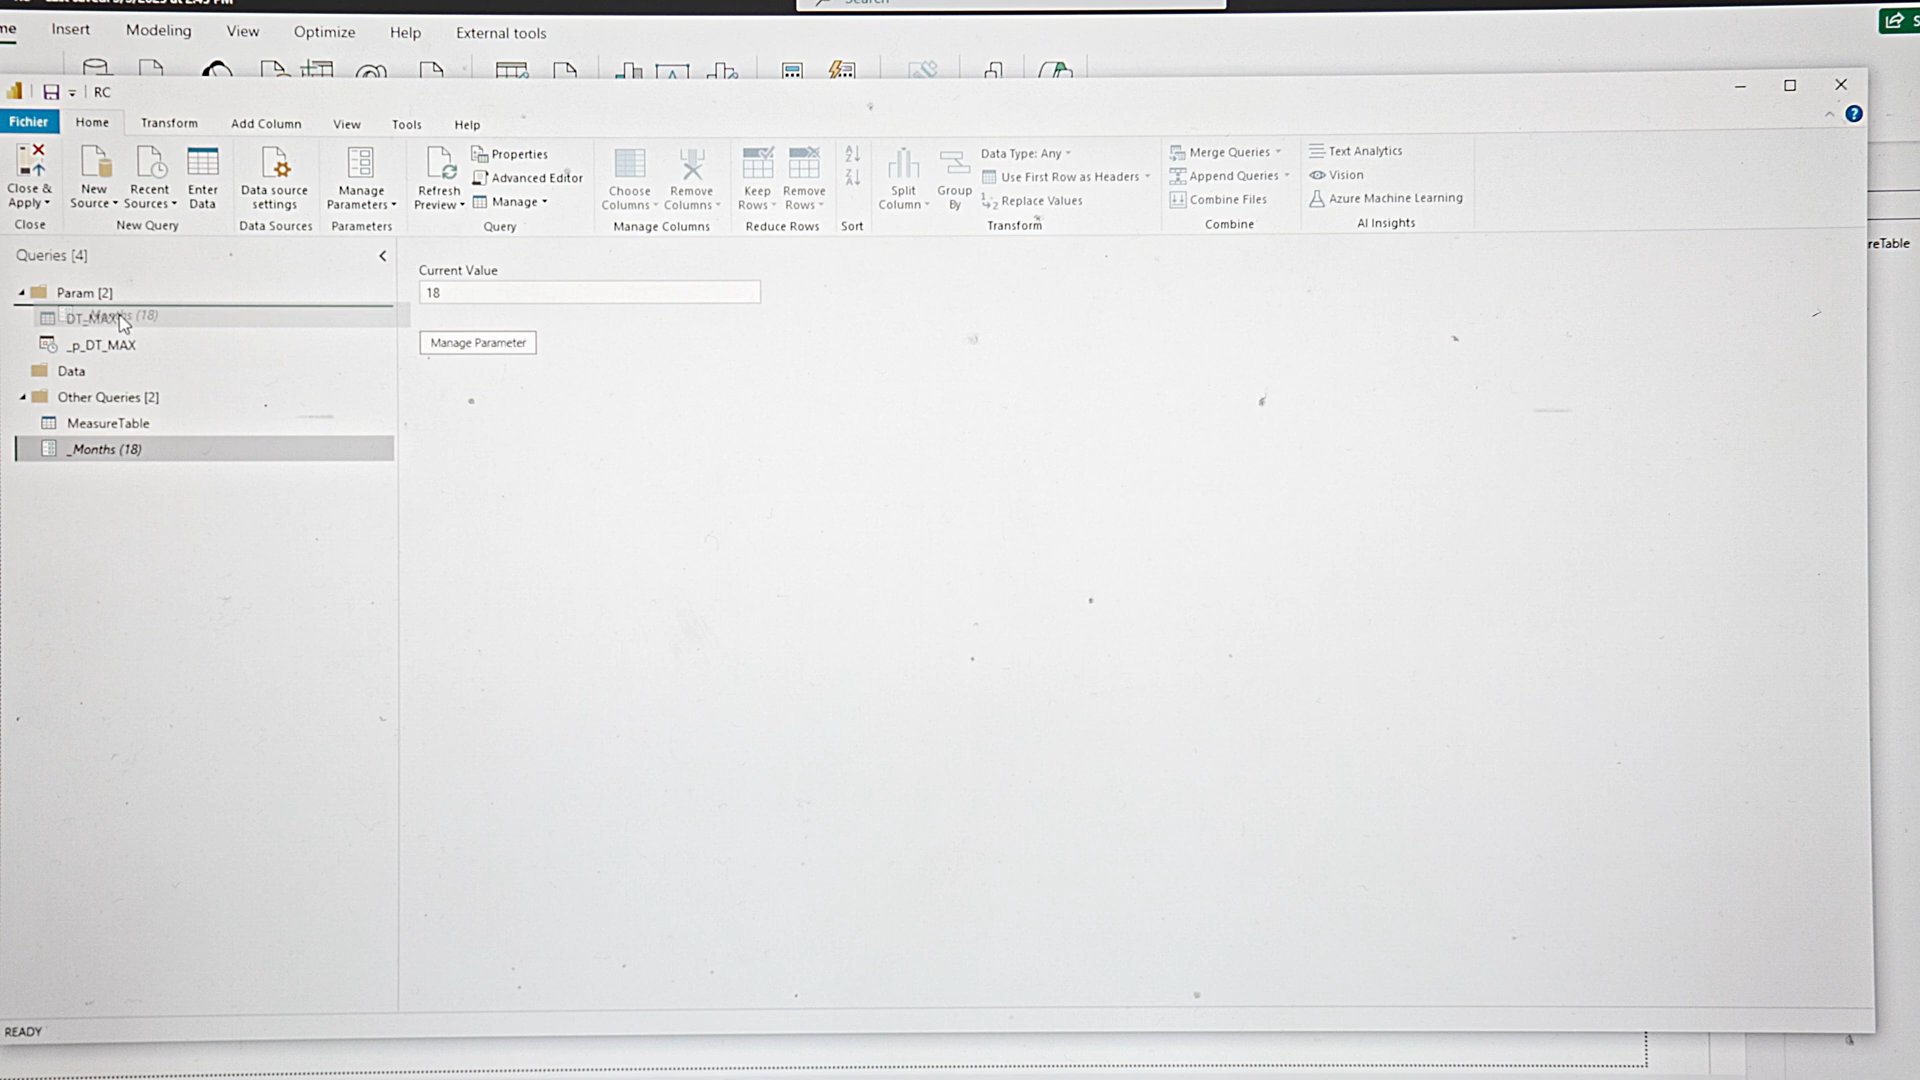 Search
Insert
Modeling
View
Optimize
Help
External tools
RC
Fichier
Home
Transform
Add Column
View
Tools
Help
Close & Apply
New Source
Recent Sources
Enter Data
Data source settings
Manage Parameters
Refresh Preview
Properties
Advanced Editor
Manage
Choose Columns
Remove Columns
Keep Rows
Remove Rows
Split Column
Group By
Data Type: Any
Use First Row as Headers
Replace Values
Merge Queries
Append Queries
Combine Files
Text Analytics
Vision
Azure Machine Learning
Close
New Query
Data Sources
Parameters
Query
Manage Columns
Reduce Rows
Sort
Transform
Combine
AI Insights
reTable
Queries [4]
Param [2]
DT_MAX
_Months (18)
_p_DT_MAX
Data
Other Queries [2]
MeasureTable
_Months (18)
Current Value
18
Manage Parameter
READY